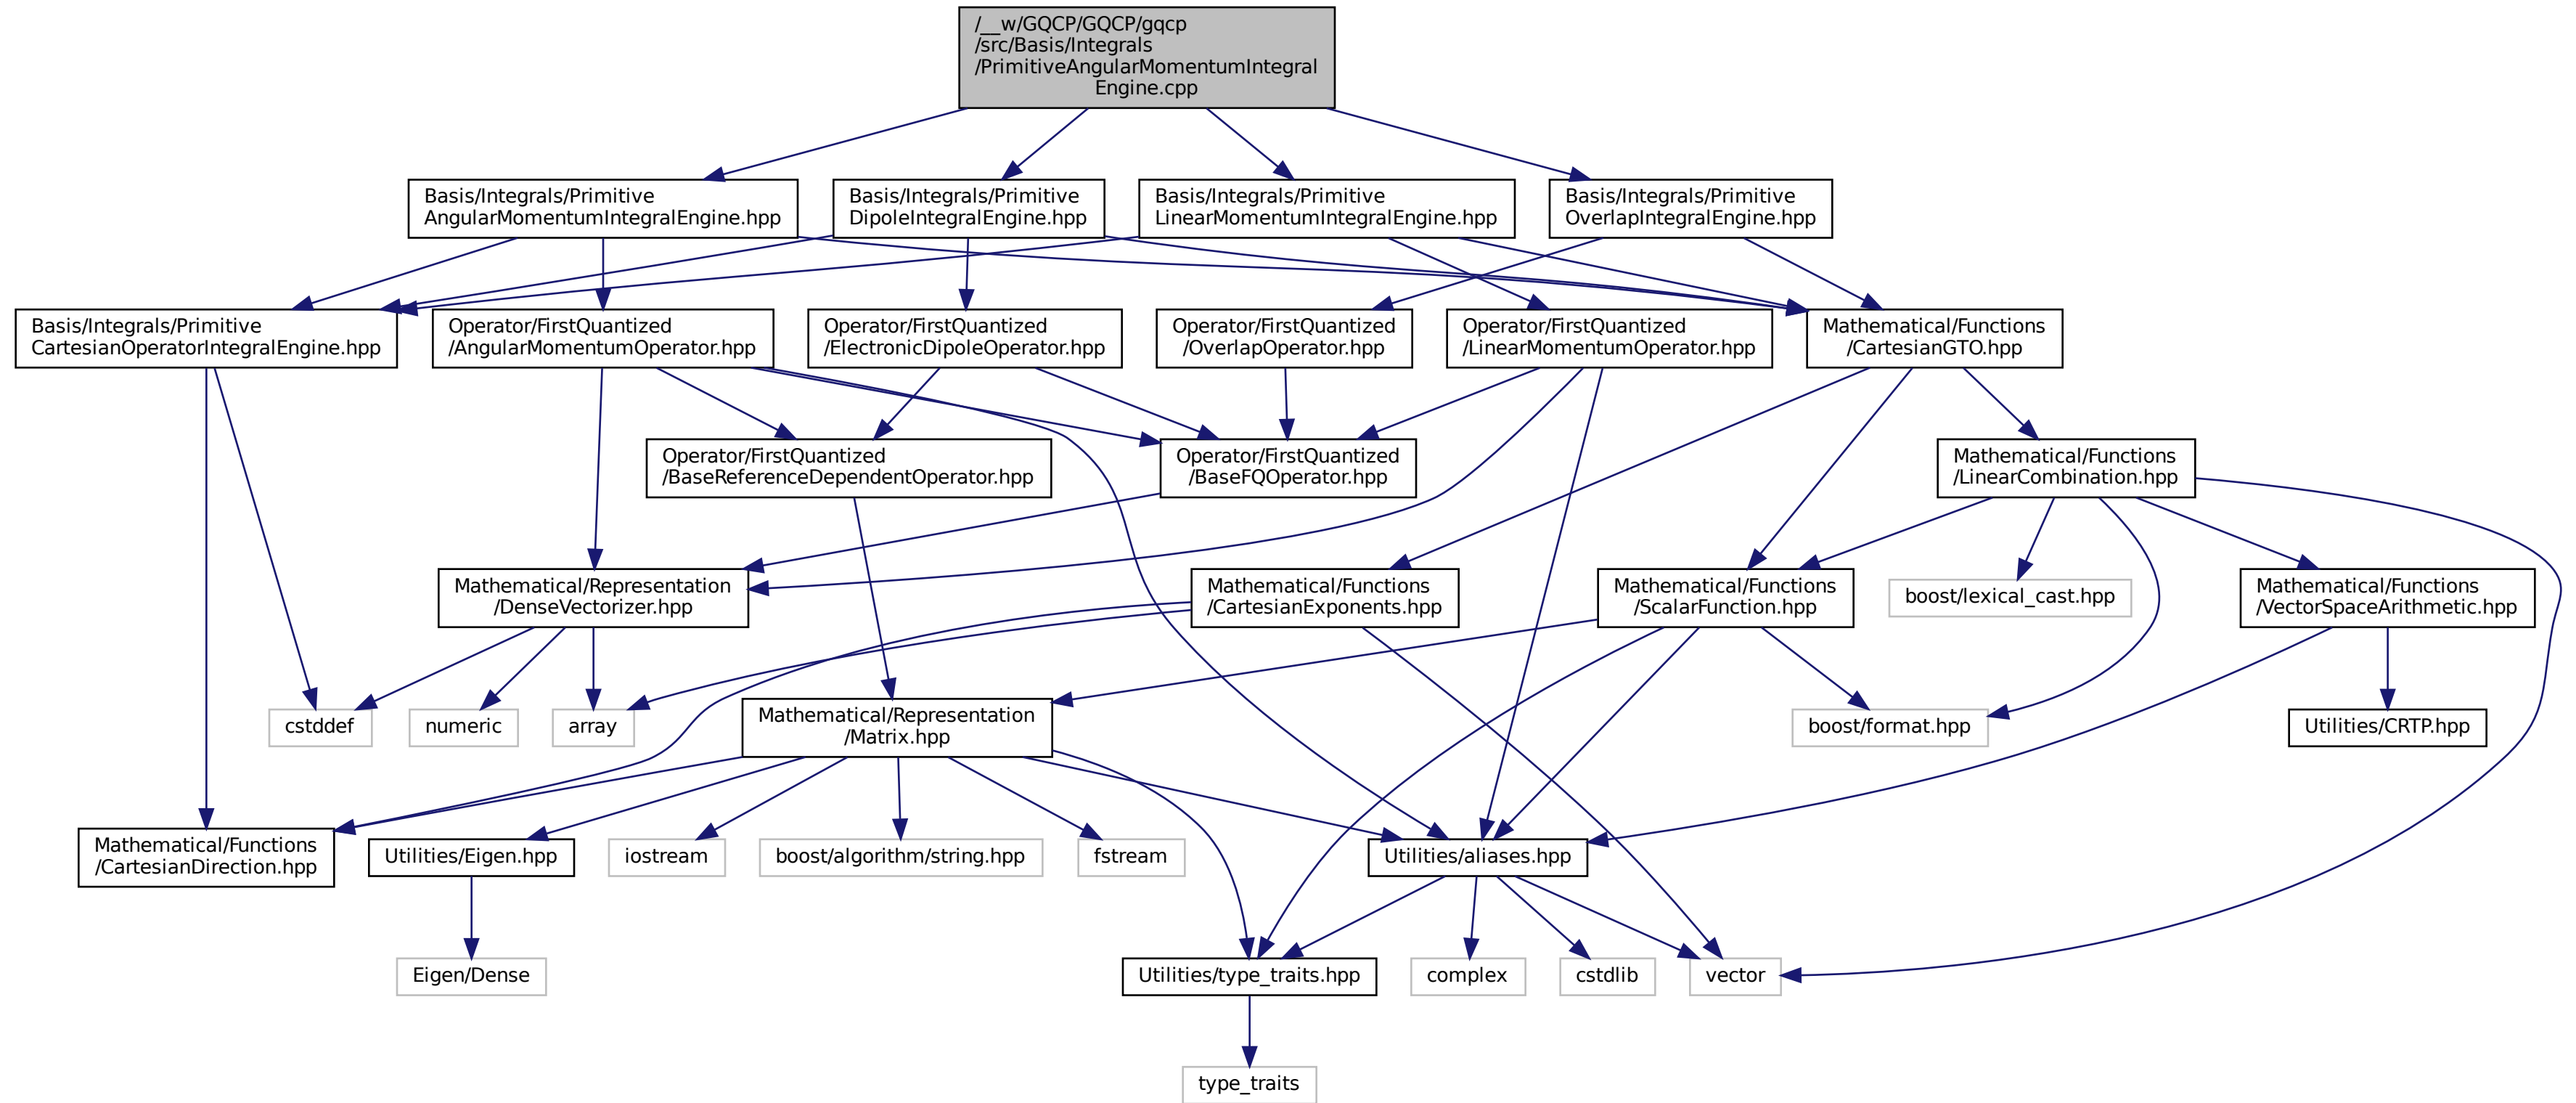 /__w/GQCP/GQCP/gqcp
/src/Basis/Integrals
/PrimitiveAngularMomentumIntegral
Engine.cpp
Basis/Integrals/Primitive
AngularMomentumIntegralEngine.hpp
Basis/Integrals/Primitive
DipoleIntegralEngine.hpp
Basis/Integrals/Primitive
LinearMomentumIntegralEngine.hpp
Basis/Integrals/Primitive
OverlapIntegralEngine.hpp
Basis/Integrals/Primitive
CartesianOperatorIntegralEngine.hpp
Operator/FirstQuantized
/AngularMomentumOperator.hpp
Operator/FirstQuantized
/ElectronicDipoleOperator.hpp
Operator/FirstQuantized
/OverlapOperator.hpp
Operator/FirstQuantized
/LinearMomentumOperator.hpp
Mathematical/Functions
/CartesianGTO.hpp
Operator/FirstQuantized
/BaseReferenceDependentOperator.hpp
Operator/FirstQuantized
/BaseFQOperator.hpp
Mathematical/Functions
/LinearCombination.hpp
Mathematical/Representation
/DenseVectorizer.hpp
Mathematical/Functions
/CartesianExponents.hpp
Mathematical/Functions
/ScalarFunction.hpp
boost/lexical_cast.hpp
Mathematical/Functions
/VectorSpaceArithmetic.hpp
cstddef
numeric
array
Mathematical/Representation
/Matrix.hpp
boost/format.hpp
Utilities/CRTP.hpp
Mathematical/Functions
/CartesianDirection.hpp
Utilities/Eigen.hpp
iostream
boost/algorithm/string.hpp
fstream
Utilities/aliases.hpp
Eigen/Dense
Utilities/type_traits.hpp
complex
cstdlib
vector
type_traits